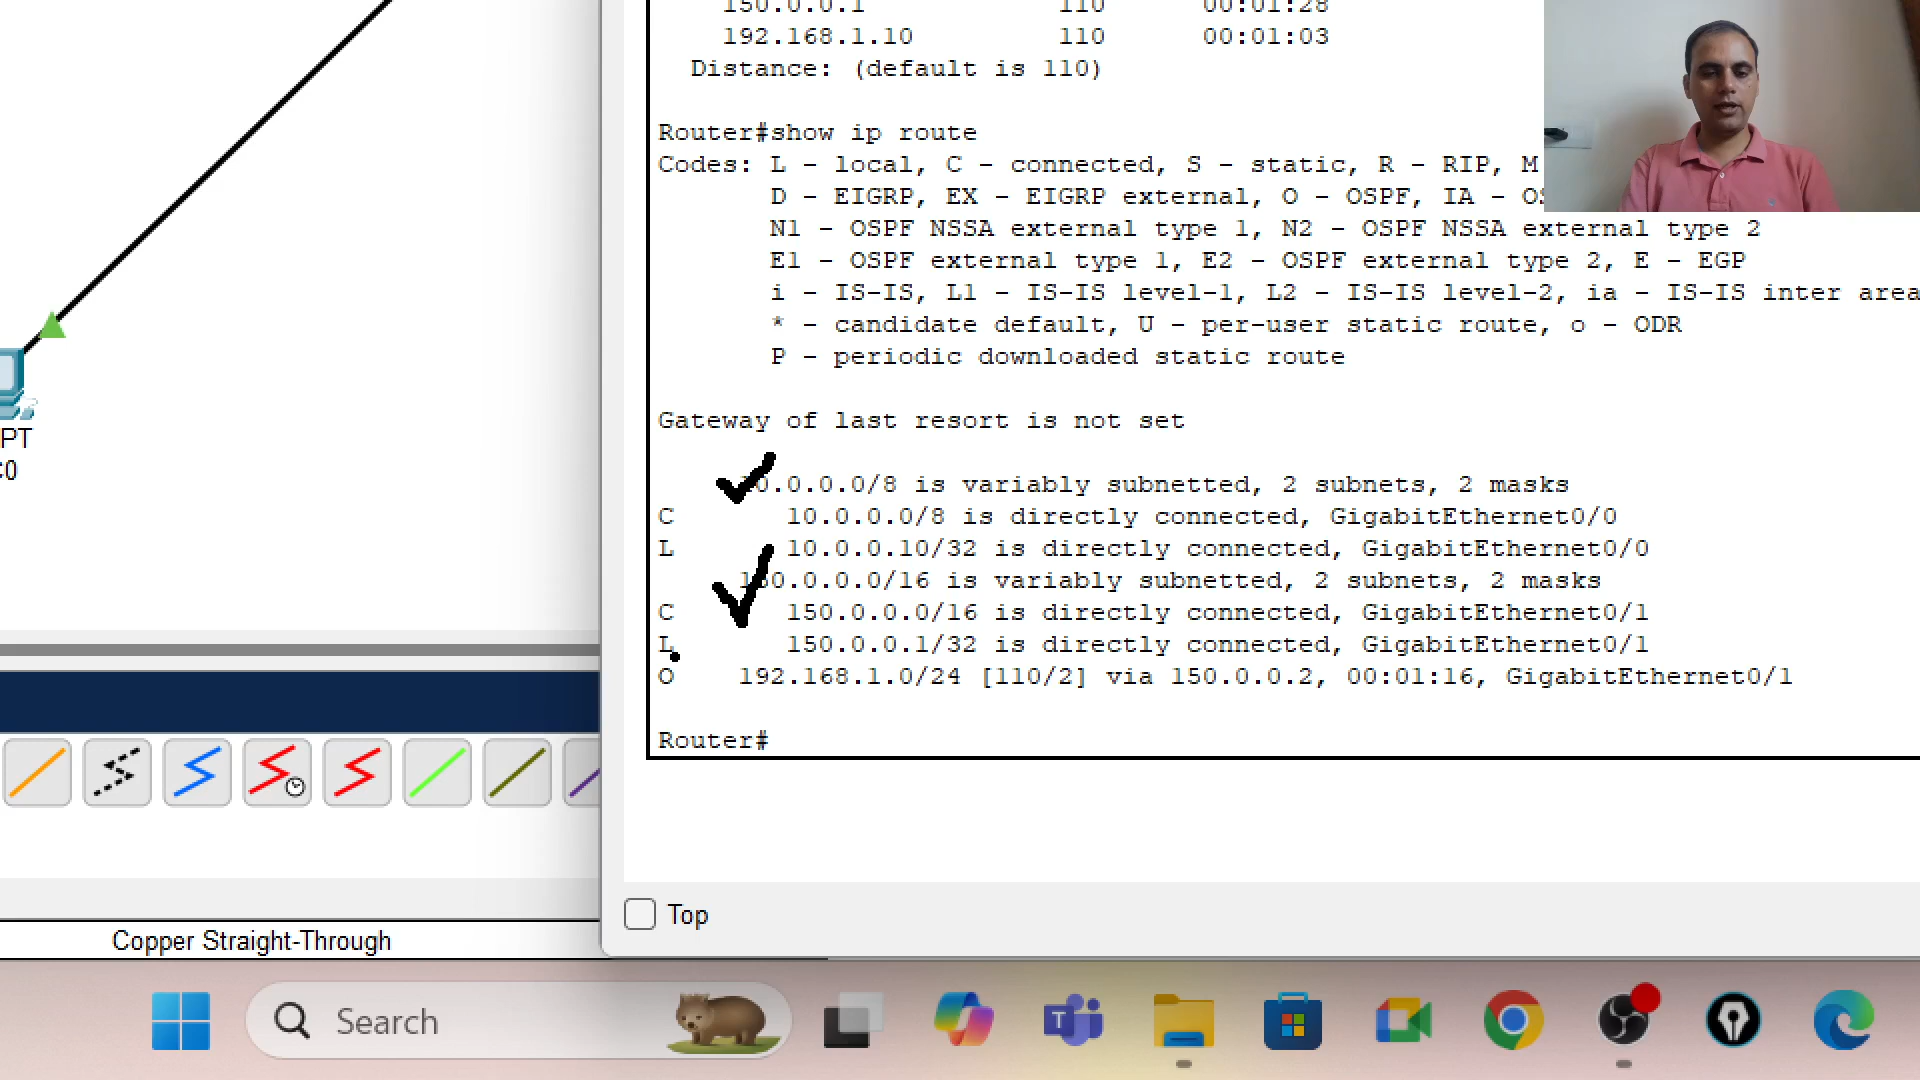 150.0.0.1 110 00:01:28
192.168.1.10 110 00:01:03
Distance: (default is 110)
Router#show ip route
Codes: L - local, C - connected, S - static, R - RIP, M
D - EIGRP, EX - EIGRP external, O - OSPF, IA -
N1 - OSPF NSSA external type 1, N2 - OSPF NSSA external type 2
E1 - OSPF external type 1, E2 - OSPF external type 2, E - EGP
i - IS-IS, L1 - IS-IS level-1, L2 - IS-IS level-2, ia - IS-IS inter area
* - candidate default, U - per-user static route, o - ODR
P - periodic downloaded static route
Gateway of last resort is not set
10.0.0.0/8 is variably subnetted, 2 subnets, 2 masks
C 10.0.0.0/8 is directly connected, GigabitEthernet0/0
L 10.0.0.10/32 is directly connected, GigabitEthernet0/0
150.0.0.0/16 is variably subnetted, 2 subnets, 2 masks
C 150.0.0.0/16 is directly connected, GigabitEthernet0/1
L 150.0.0.1/32 is directly connected, GigabitEthernet0/1
O 192.168.1.0/24 [110/2] via 150.0.0.2, 00:01:16, GigabitEthernet0/1
Router#
PT
:0
Top
Copper Straight-Through
Search
T